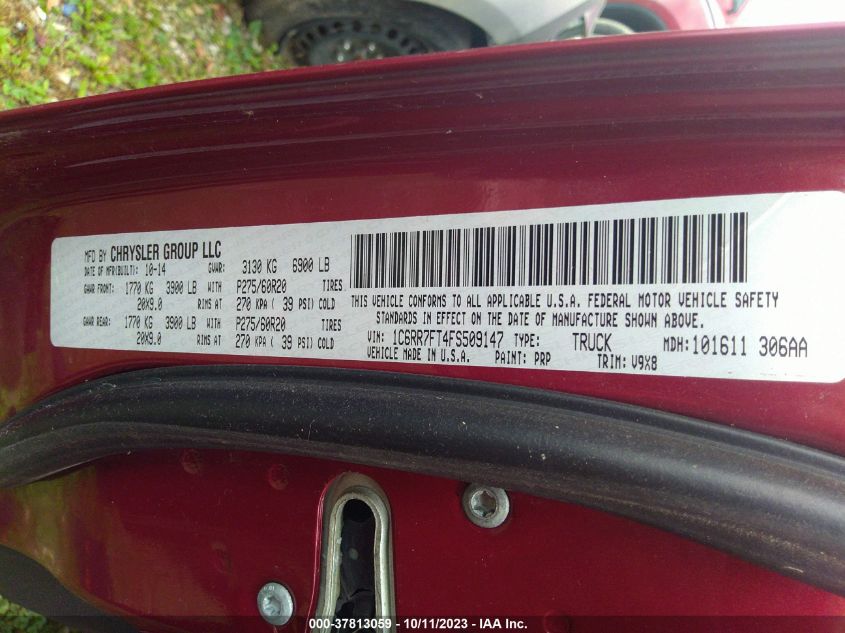 MFD BY CHRYSLER GROUP LLC
DATE OF MFR(BUILT): 10-14 GVWR: 3130 KG 6900 LB
GAWR FRONT: 1770 KG 3900 LB WITH P275/60R20 TIRES
20X9.0 RIMS AT 270 KPA ( 39 PSI) COLD
GAWR REAR: 1770 KG 3900 LB WITH P275/60R20 TIRES
20X9.0 RIMS AT 270 KPA ( 39 PSI) COLD
THIS VEHICLE CONFORMS TO ALL APPLICABLE U.S.A. FEDERAL MOTOR VEHICLE SAFETY
STANDARDS IN EFFECT ON THE DATE OF MANUFACTURE SHOWN ABOVE.
VIN: 1C6RR7FT4FS509147 TYPE: TRUCK MDH: 101611 306AA
VEHICLE MADE IN U.S.A. PAINT: PRP TRIM: V9X8
000-37813059 - 10/11/2023 - IAA Inc.